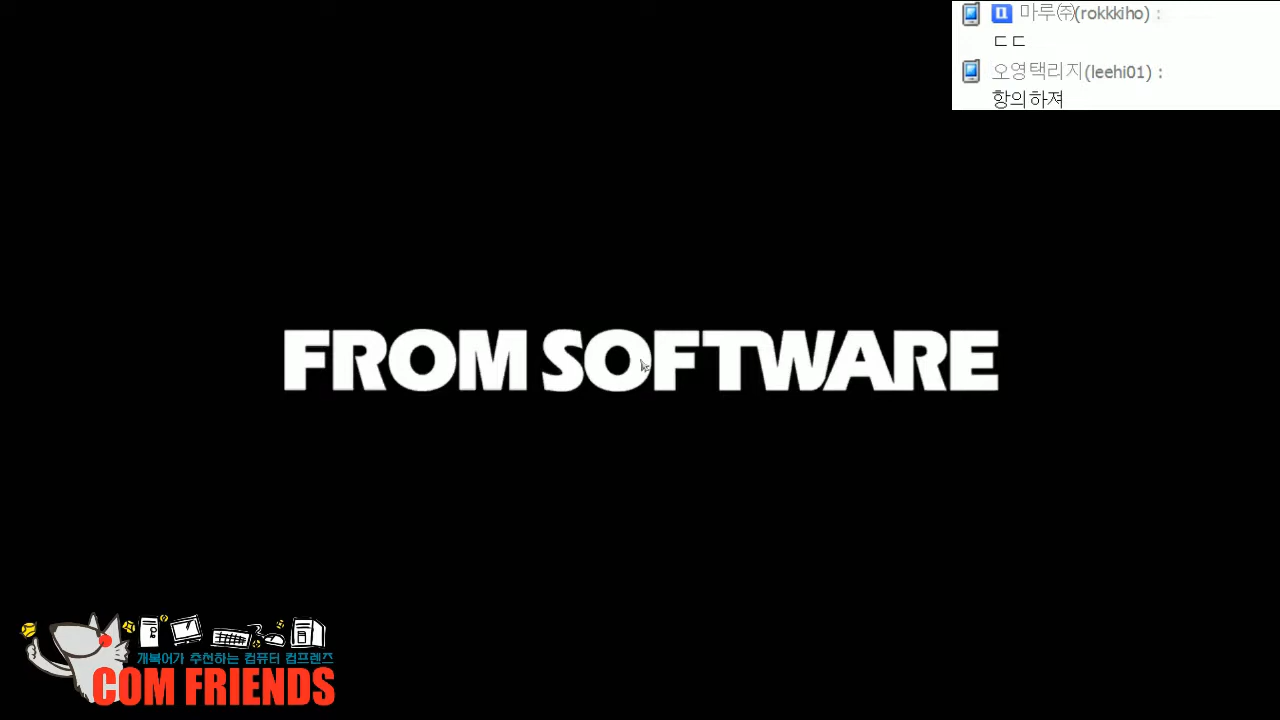 마루㈜(rokkkiho) :
ㄷㄷ
오영택리지(leehi01) :
항의하져
FROM SOFTWARE
개복어가 추천하는 컴퓨터 컴프렌즈
COM FRIENDS